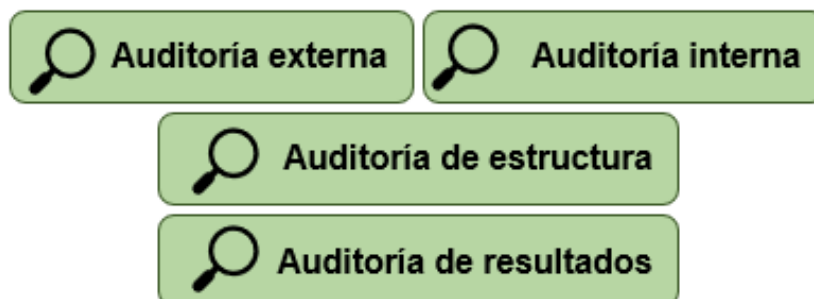 Auditoría externa
Auditoría interna
Auditoría de estructura
Auditoría de resultados